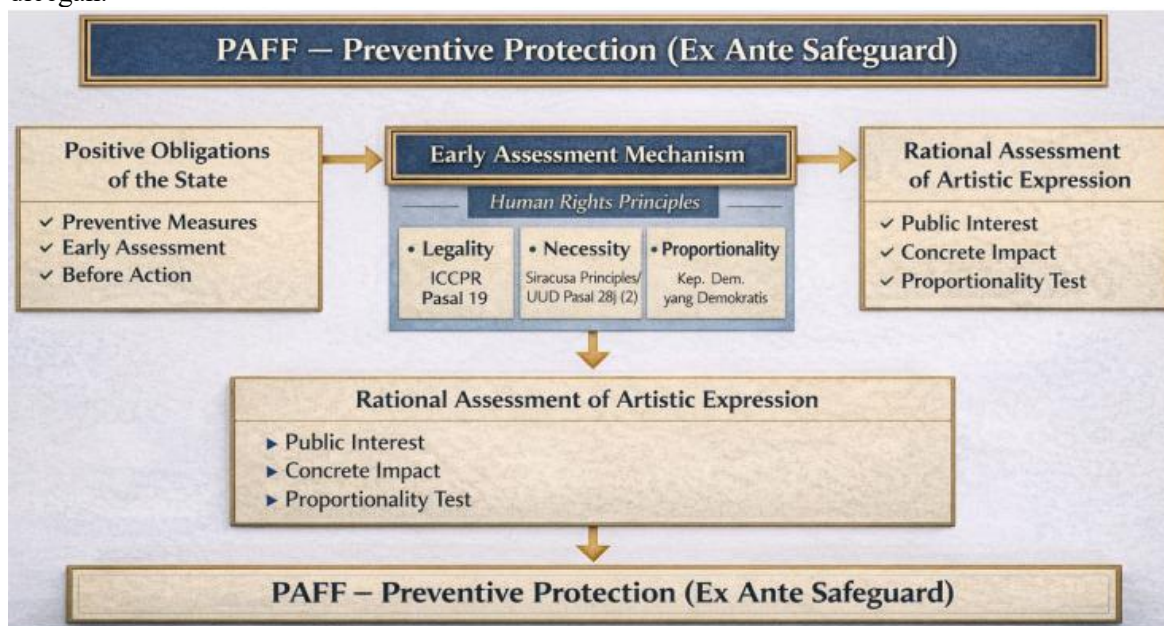 PAFF – Preventive Protection (Ex Ante Safeguard)
Positive Obligations
of the State
✓ Preventive Measures
✓ Early Assessment
✓ Before Action
Early Assessment Mechanism
Human Rights Principles
• Legality
ICCPR
Pasal 19
• Necessity
Siracusa Principles/
UUD Pasal 28j (2)
• Proportionality
Kep. Dem.
yang Demokratis
Rational Assessment
of Artistic Expression
✓ Public Interest
✓ Concrete Impact
✓ Proportionality Test
Rational Assessment of Artistic Expression
▸ Public Interest
▸ Concrete Impact
▸ Proportionality Test
PAFF – Preventive Protection (Ex Ante Safeguard)